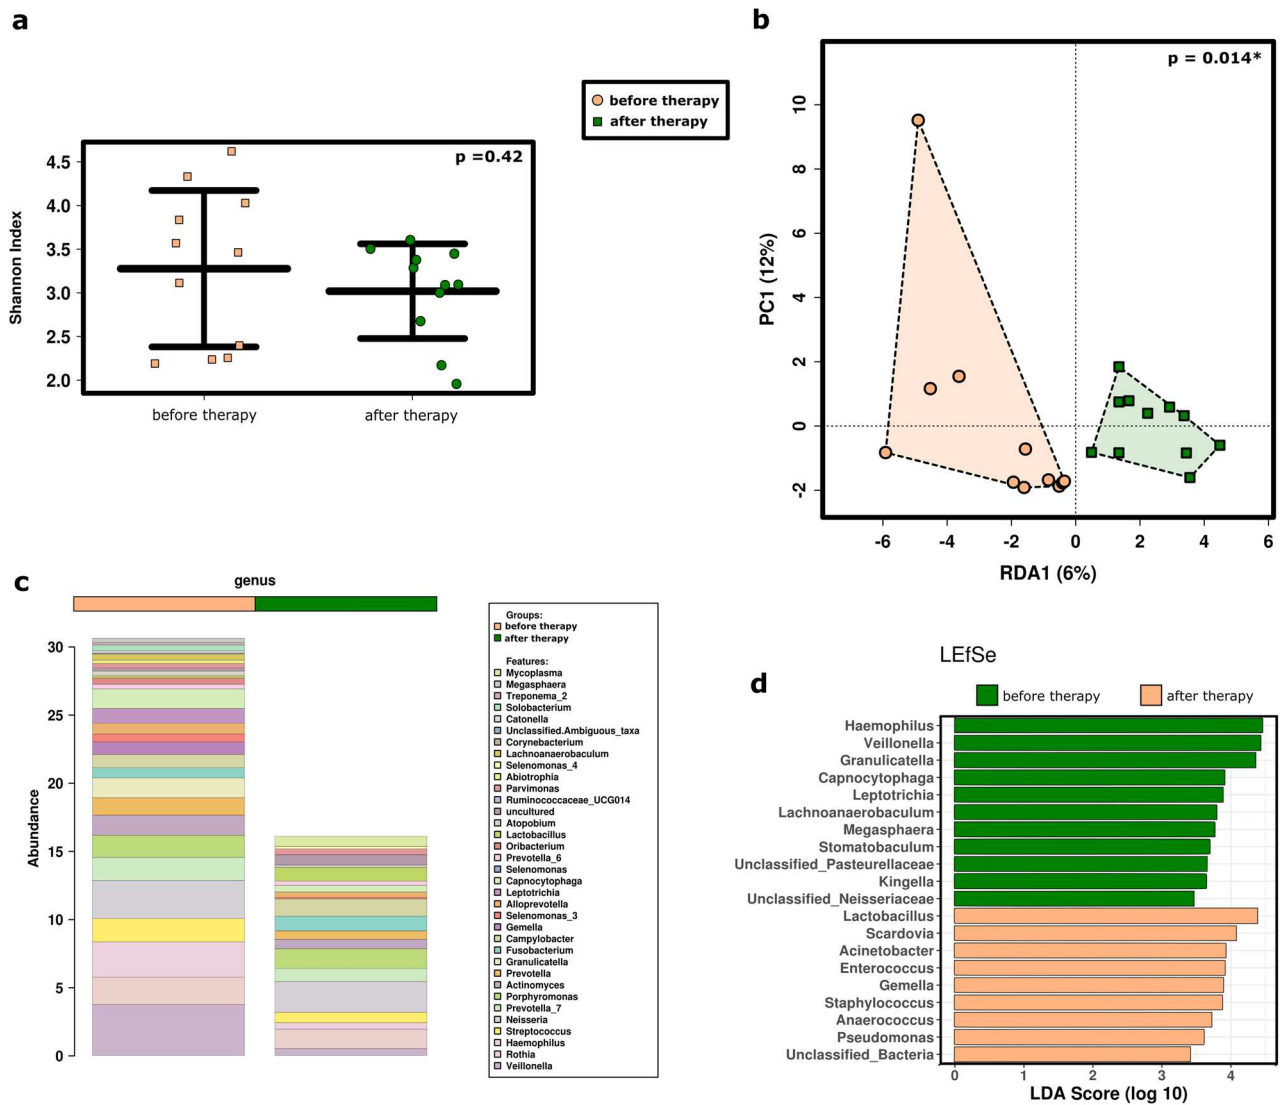 a
before therapy
after therapy
p =0.42
Shannon Index
4.5
4.0
3.5
3.0
2.5
2.0
before therapy
after therapy
b
p = 0.014*
PC1 (12%)
10
8
6
4
2
0
-2
-6
-4
-2
0
2
4
6
RDA1 (6%)
c
genus
Abundance
30
25
20
15
10
5
0
Groups:
before therapy
after therapy
Features:
Mycoplasma
Megasphaera
Treponema_2
Solobacterium
Catonella
Unclassified.Ambiguous_taxa
Corynebacterium
Lachnoanaerobaculum
Selenomonas_4
Abiotrophia
Parvimonas
Ruminococcaceae_UCG014
uncultured
Atopobium
Lactobacillus
Oribacterium
Prevotella_6
Selenomonas
Capnocytophaga
Leptotrichia
Alloprevotella
Selenomonas_3
Gemella
Campylobacter
Fusobacterium
Granulicatella
Prevotella
Actinomyces
Porphyromonas
Prevotella_7
Neisseria
Streptococcus
Haemophilus
Rothia
Veillonella
d
LEfSe
before therapy
after therapy
Haemophilus
Veillonella
Granulicatella
Capnocytophaga
Leptotrichia
Lachnoanaerobaculum
Megasphaera
Stomatobaculum
Unclassified_Pasteurellaceae
Kingella
Unclassified_Neisseriaceae
Lactobacillus
Scardovia
Acinetobacter
Enterococcus
Gemella
Staphylococcus
Anaerococcus
Pseudomonas
Unclassified_Bacteria
0
1
2
3
4
LDA Score (log 10)